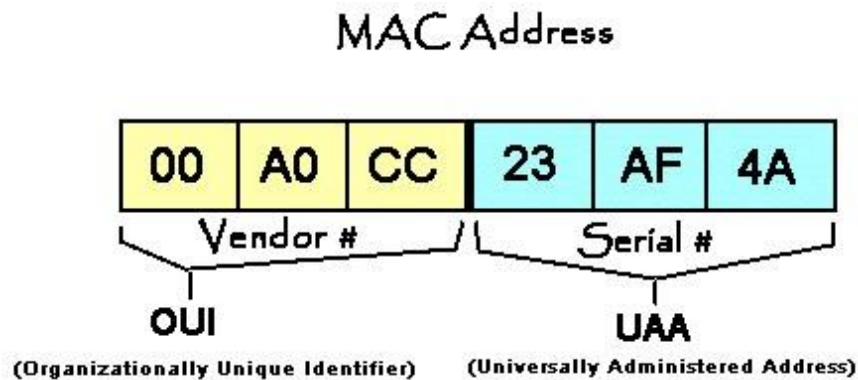 MAC Address
00 A0 CC 23 AF 4A
Vendor # Serial #
OUI UAA
(Organizationally Unique Identifier) (Universally Administered Address)